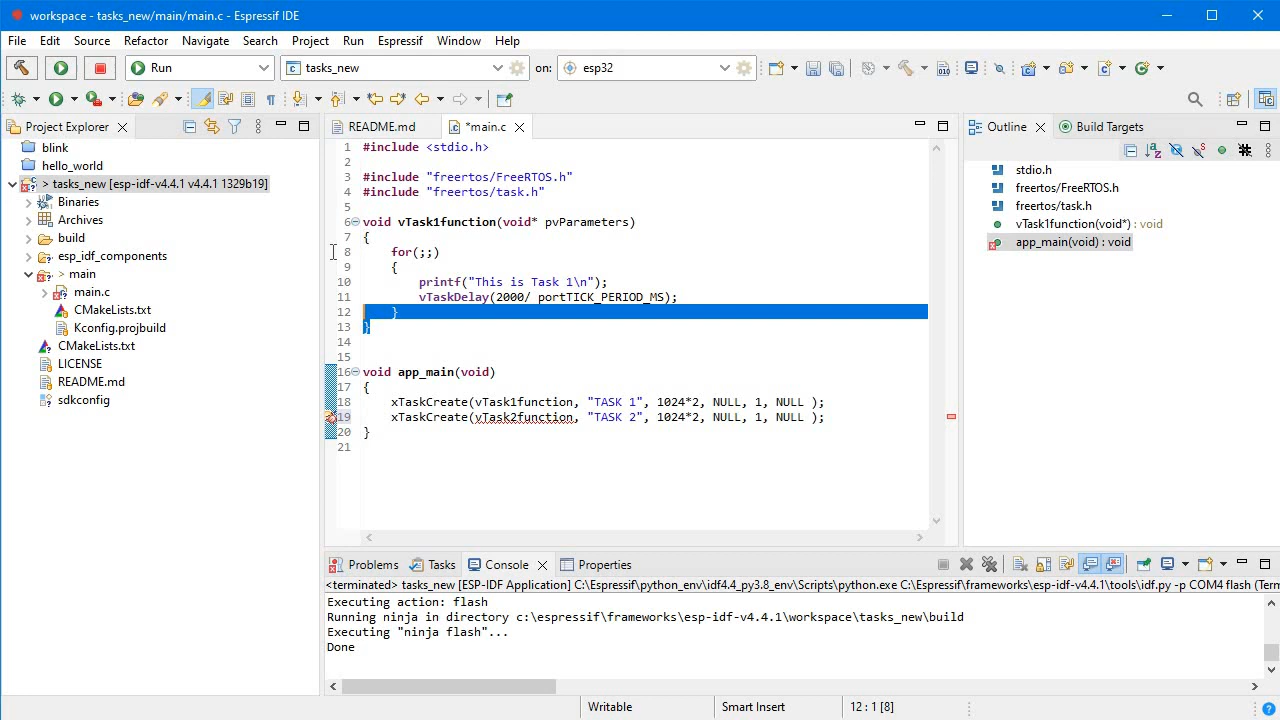 workspace - tasks_new/main/main.c - Espressif IDE
File Edit Source Refactor Navigate Search Project Run Espressif Window Help
Run tasks_new on: esp32
Project Explorer
blink
hello_world
> tasks_new [esp-idf-v4.4.1 v4.4.1 1329b19]
Binaries
Archives
build
esp_idf_components
> main
main.c
CMakeLists.txt
Kconfig.projbuild
CMakeLists.txt
LICENSE
README.md
sdkconfig
README.md *main.c
1 #include <stdio.h>
2
3 #include "freertos/FreeRTOS.h"
4 #include "freertos/task.h"
5
6 void vTask1function(void* pvParameters)
7 {
8 for(;;)
9 {
10 printf("This is Task 1\n");
11 vTaskDelay(2000/ portTICK_PERIOD_MS);
12 }
13 }
14
15
16 void app_main(void)
17 {
18 xTaskCreate(vTask1function, "TASK 1", 1024*2, NULL, 1, NULL );
19 xTaskCreate(vTask2function, "TASK 2", 1024*2, NULL, 1, NULL );
20 }
21
Outline Build Targets
stdio.h
freertos/FreeRTOS.h
freertos/task.h
vTask1function(void*) : void
app_main(void) : void
Problems Tasks Console Properties
<terminated> tasks_new [ESP-IDF Application] C:\Espressif\python_env\idf4.4_py3.8_env\Scripts\python.exe C:\Espressif\frameworks\esp-idf-v4.4.1\tools\idf.py -p COM4 flash (Tern
Executing action: flash
Running ninja in directory c:\espressif\frameworks\esp-idf-v4.4.1\workspace\tasks_new\build
Executing "ninja flash"...
Done
Writable Smart Insert 12 : 1 [8]